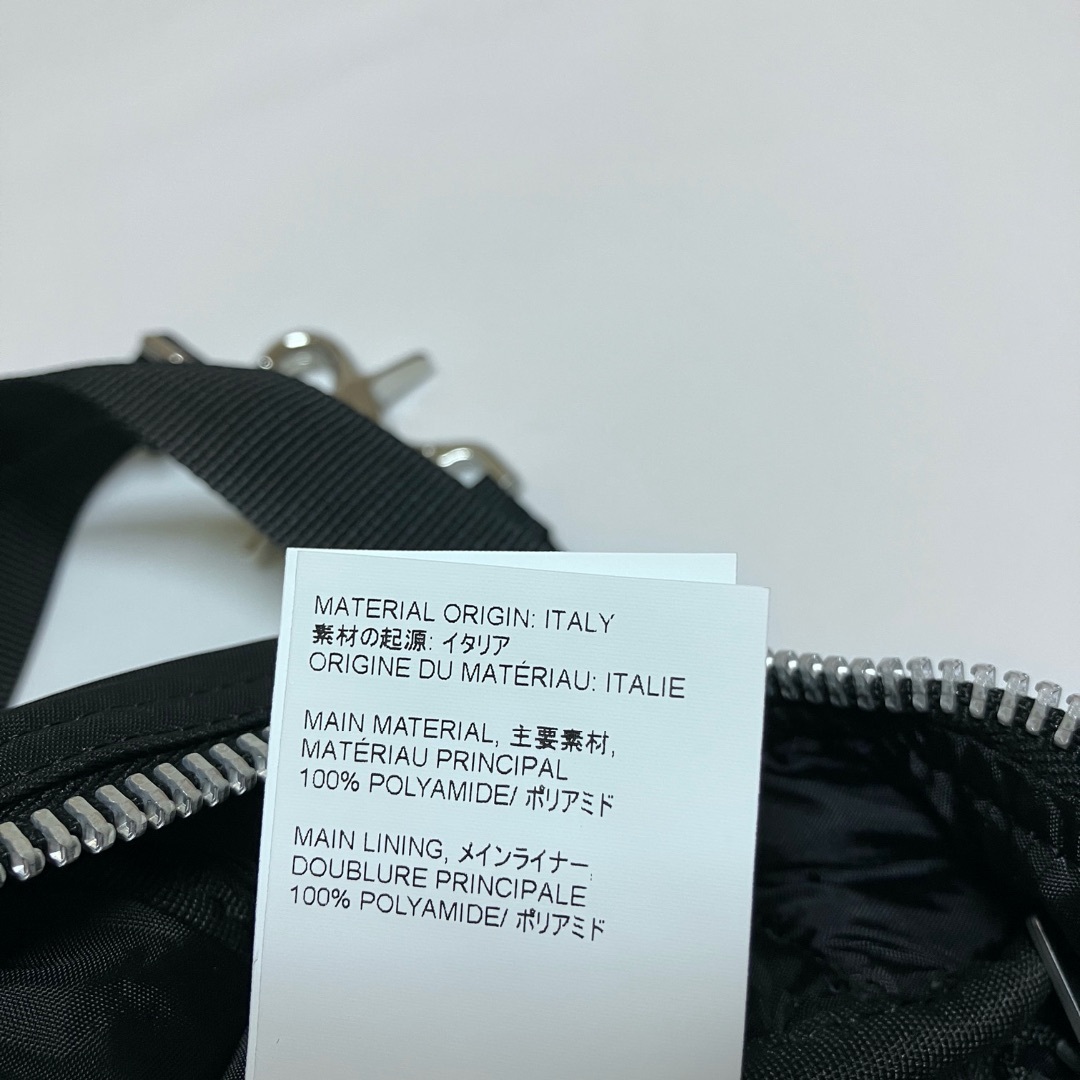 MATERIAL ORIGIN: ITALY
素材の起源: イタリア
ORIGINE DU MATÉRIAU: ITALIE
MAIN MATERIAL, 主要素材,
MATÉRIAU PRINCIPAL
100% POLYAMIDE/ ポリアミド
MAIN LINING, メインライナー,
DOUBLURE PRINCIPALE
100% POLYAMIDE/ ポリアミド